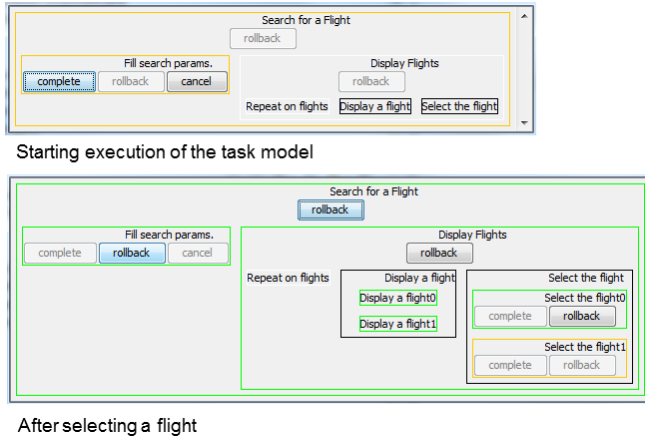 Search for a Flight
rollback
Fill search params.
complete rollback cancel
Display Flights
rollback
Repeat on flights Display a flight Select the flight
Starting execution of the task model
Search for a Flight
rollback
Fill search params.
complete rollback cancel
Display Flights
rollback
Repeat on flights
Display a flight
Display a flight0
Display a flight1
Select the flight
Select the flight0
complete rollback
Select the flight1
complete rollback
After selecting a flight